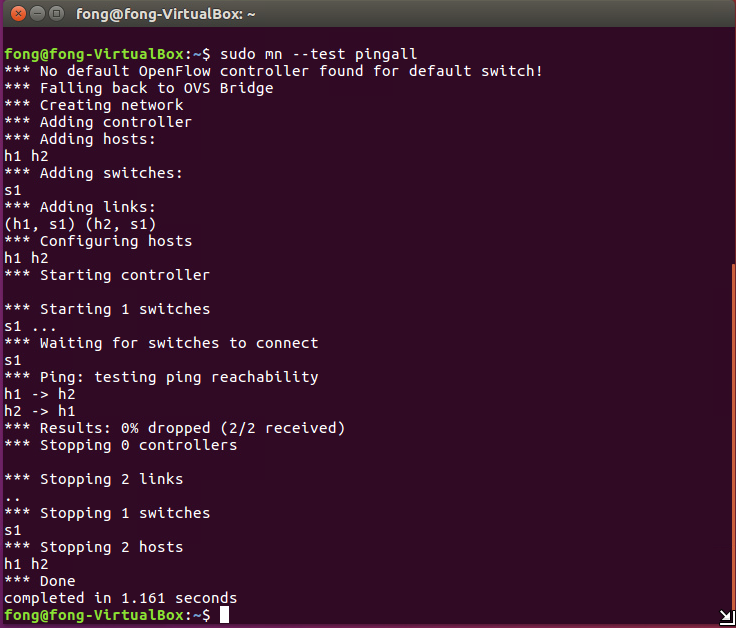 fong@fong-VirtualBox: ~
fong@fong-VirtualBox:~$ sudo mn --test pingall
*** No default OpenFlow controller found for default switch!
*** Falling back to OVS Bridge
*** Creating network
*** Adding controller
*** Adding hosts:
h1 h2
*** Adding switches:
s1
*** Adding links:
(h1, s1) (h2, s1)
*** Configuring hosts
h1 h2
*** Starting controller
*** Starting 1 switches
s1 ...
*** Waiting for switches to connect
s1
*** Ping: testing ping reachability
h1 -> h2
h2 -> h1
*** Results: 0% dropped (2/2 received)
*** Stopping 0 controllers
*** Stopping 2 links
..
*** Stopping 1 switches
s1
*** Stopping 2 hosts
h1 h2
*** Done
completed in 1.161 seconds
fong@fong-VirtualBox:~$